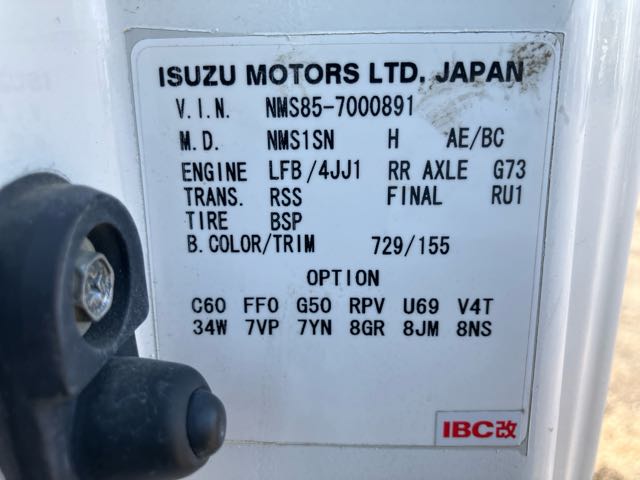 ISUZU MOTORS LTD. JAPAN
V.I.N. NMS85-7000891
M.D. NMS1SN H AE/BC
ENGINE LFB/4JJ1 RR AXLE G73
TRANS. RSS FINAL RU1
TIRE BSP
B.COLOR/TRIM 729/155
OPTION
C60 FF0 G50 RPV U69 V4T
34W 7VP 7YN 8GR 8JM 8NS
IBC改